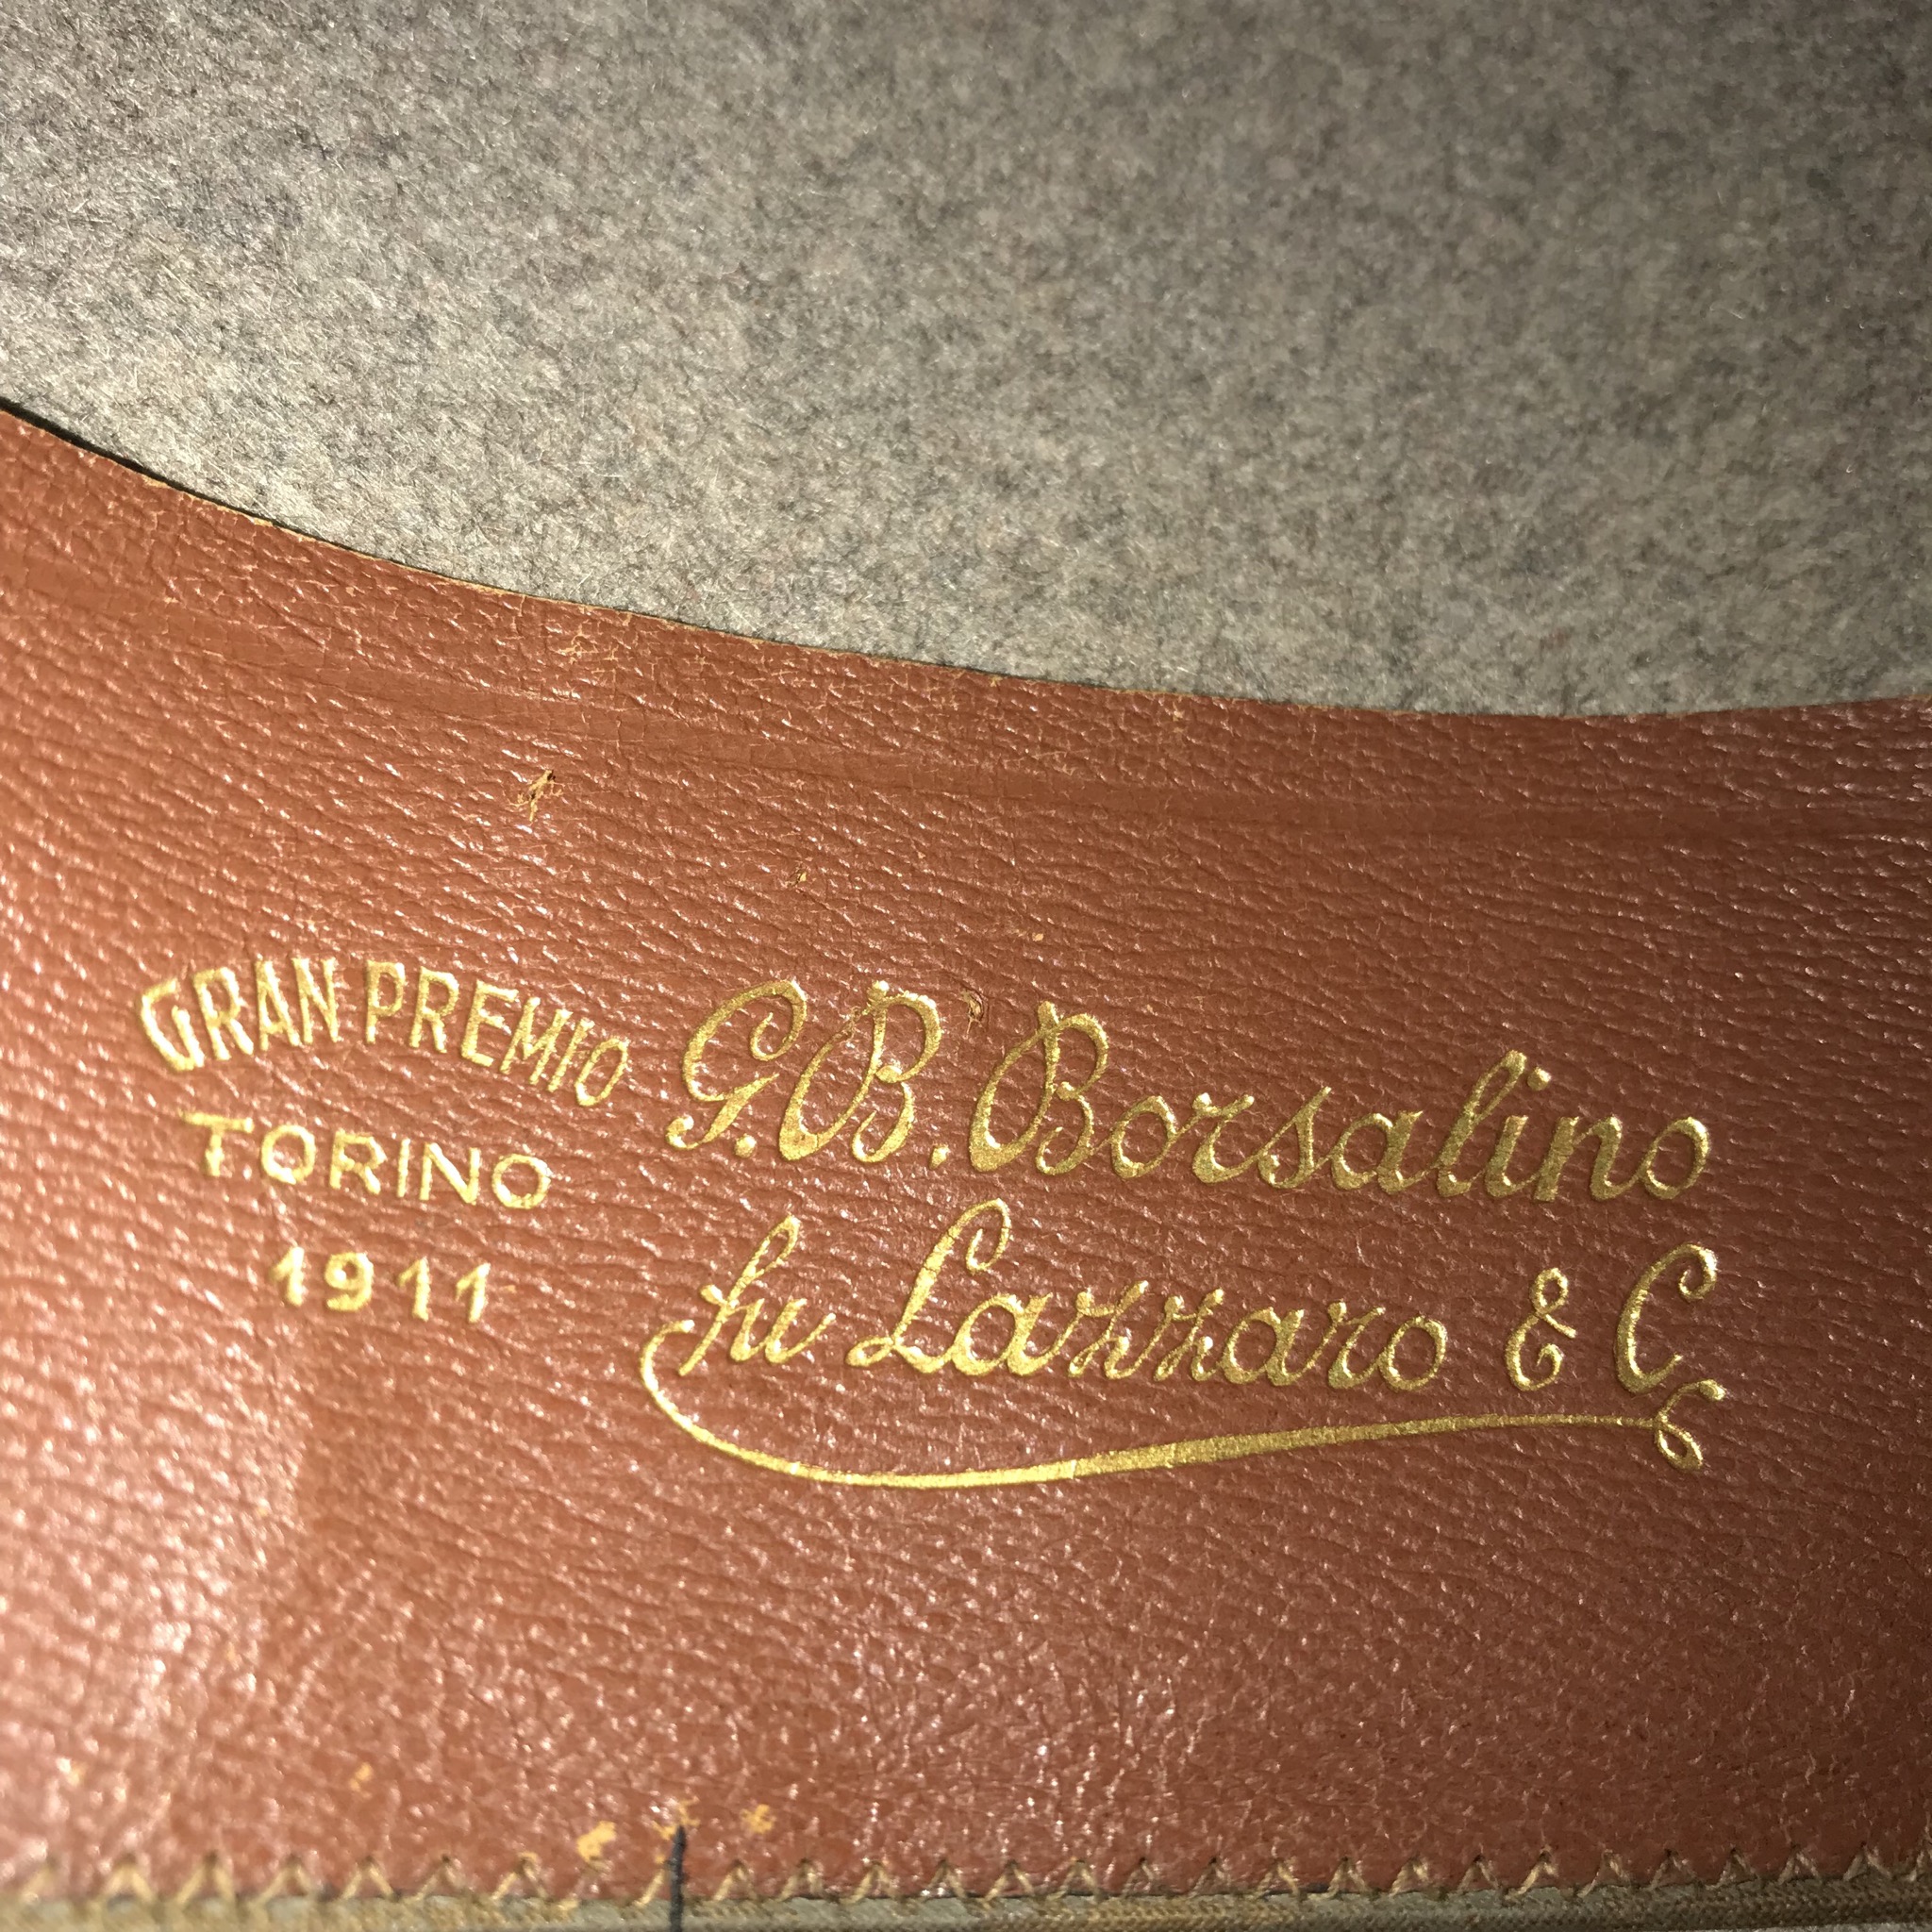 GRAN PREMIO
TORINO
1911
G.B. Borsalino
fu Lazzaro & C